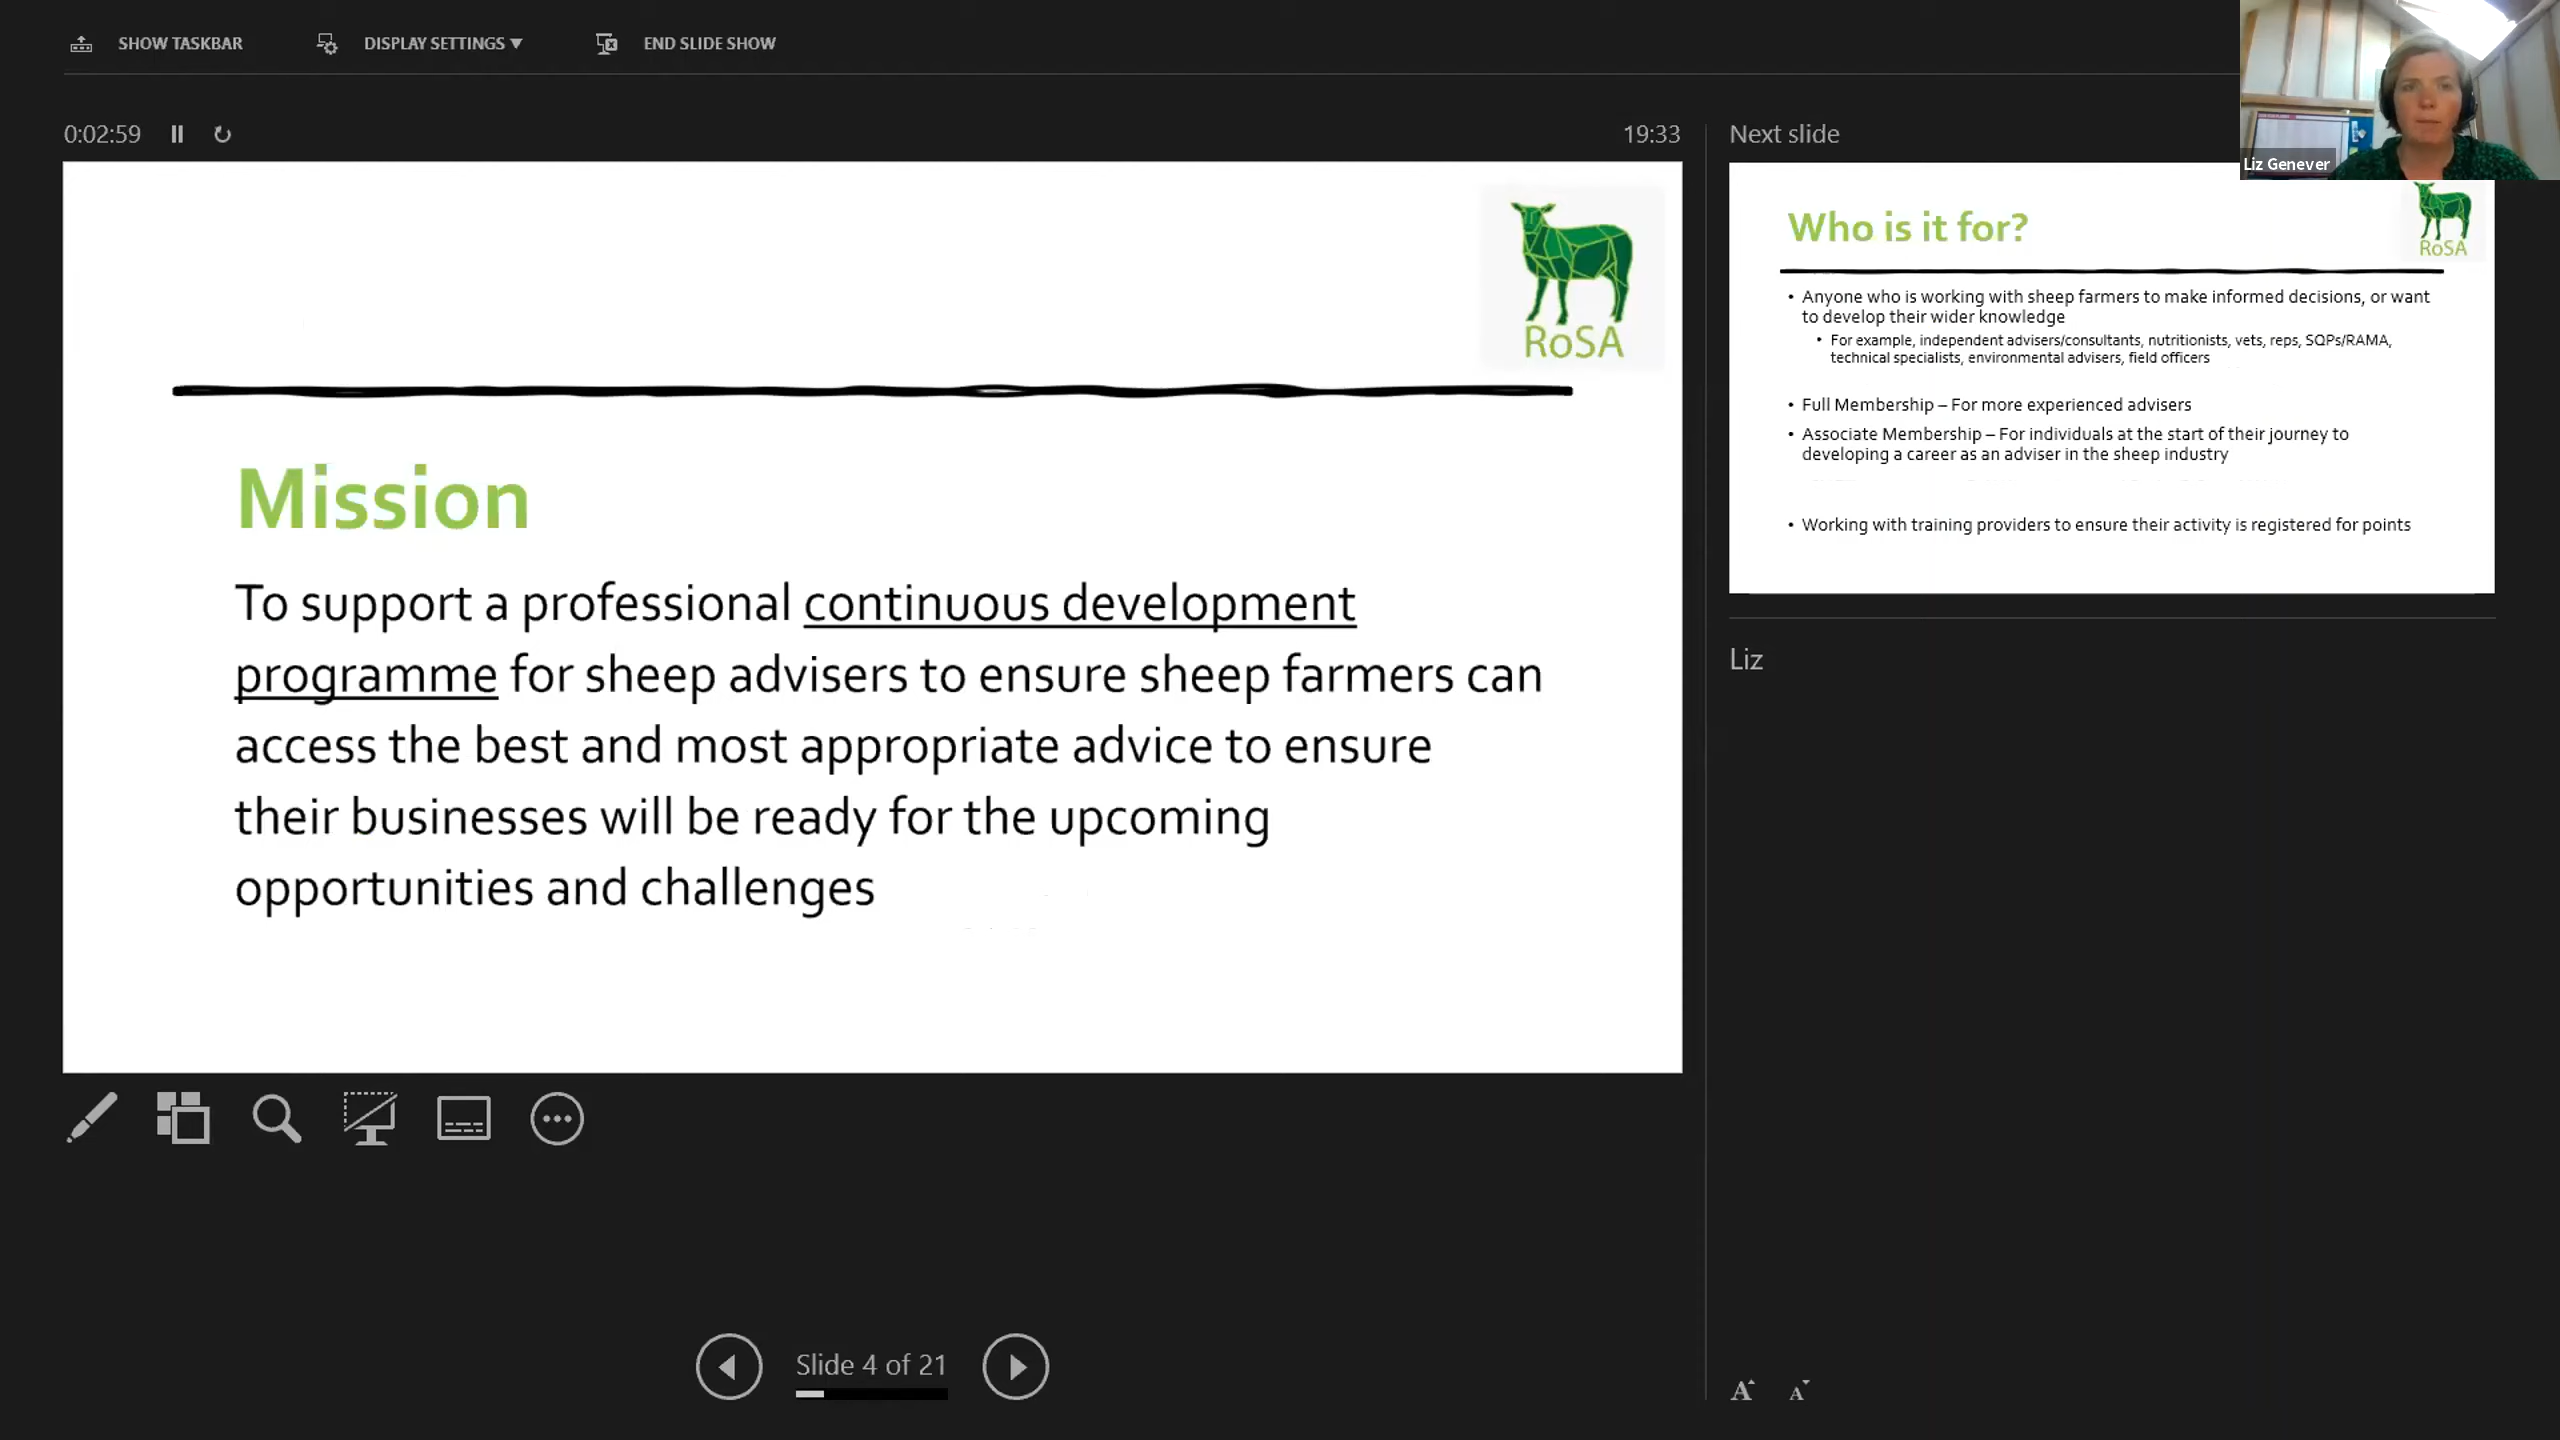 SHOW TASKBAR
DISPLAY SETTINGS ▼
END SLIDE SHOW
0:02:59
19:33
RoSA
Mission
To support a professional continuous development
programme for sheep advisers to ensure sheep farmers can
access the best and most appropriate advice to ensure
their businesses will be ready for the upcoming
opportunities and challenges
Slide 4 of 21
Next slide
Liz Genever
Who is it for?
RoSA
• Anyone who is working with sheep farmers to make informed decisions, or want
to develop their wider knowledge
• For example, independent advisers/consultants, nutritionists, vets, reps, SQPs/RAMA,
technical specialists, environmental advisers, field officers
• Full Membership – For more experienced advisers
• Associate Membership – For individuals at the start of their journey to
developing a career as an adviser in the sheep industry
• Working with training providers to ensure their activity is registered for points
Liz
A A